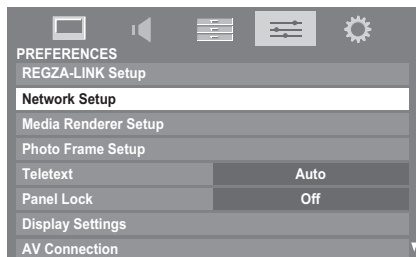 PREFERENCES
REGZA-LINK Setup
Network Setup
Media Renderer Setup
Photo Frame Setup
Teletext Auto
Panel Lock Off
Display Settings
AV Connection